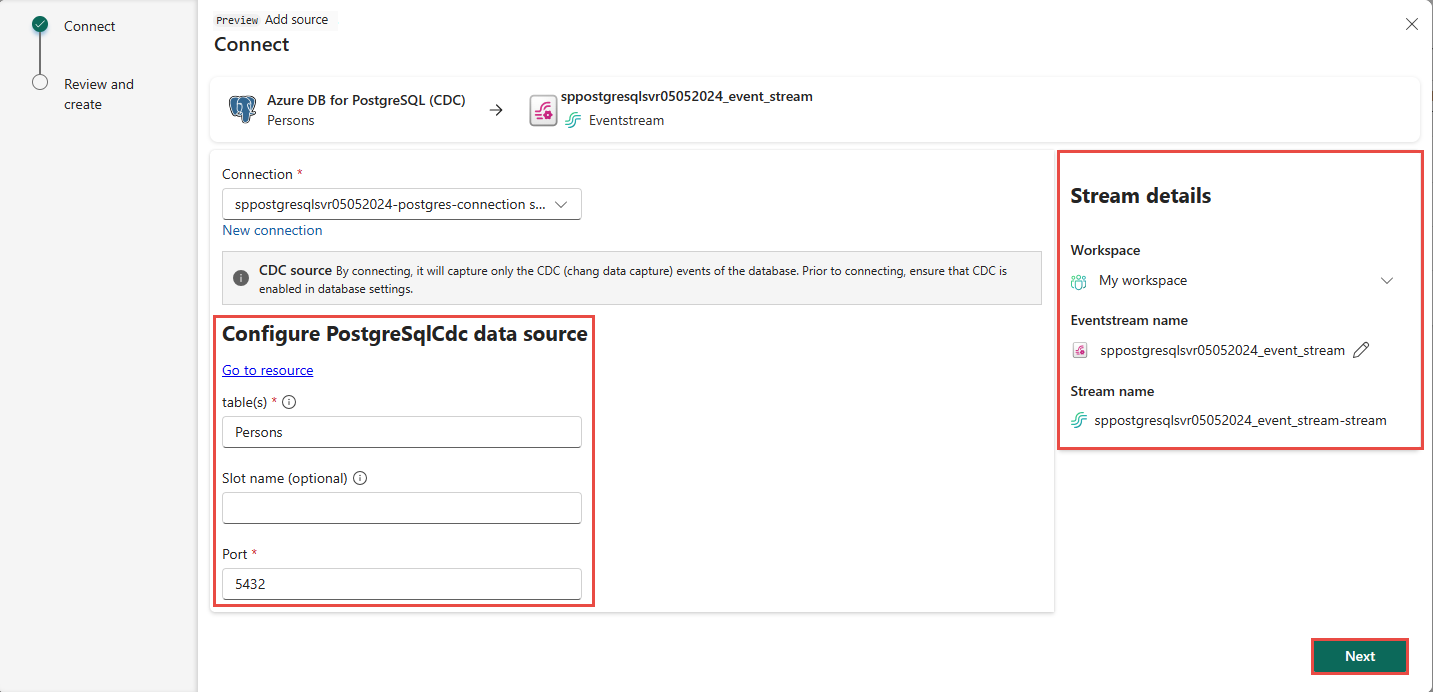 Connect
Review and
create
Preview Add source
Connect
Azure DB for PostgreSQL (CDC)
Persons
sppostgresqlsvr05052024_event_stream
Eventstream
Connection *
sppostgresqlsvr05052024-postgres-connection s...
New connection
CDC source By connecting, it will capture only the CDC (chang data capture) events of the database. Prior to connecting, ensure that CDC is
enabled in database settings.
Configure PostgreSqlCdc data source
Go to resource
table(s) *
Persons
Slot name (optional)
Port *
5432
Stream details
Workspace
My workspace
Eventstream name
sppostgresqlsvr05052024_event_stream
Stream name
sppostgresqlsvr05052024_event_stream-stream
Next